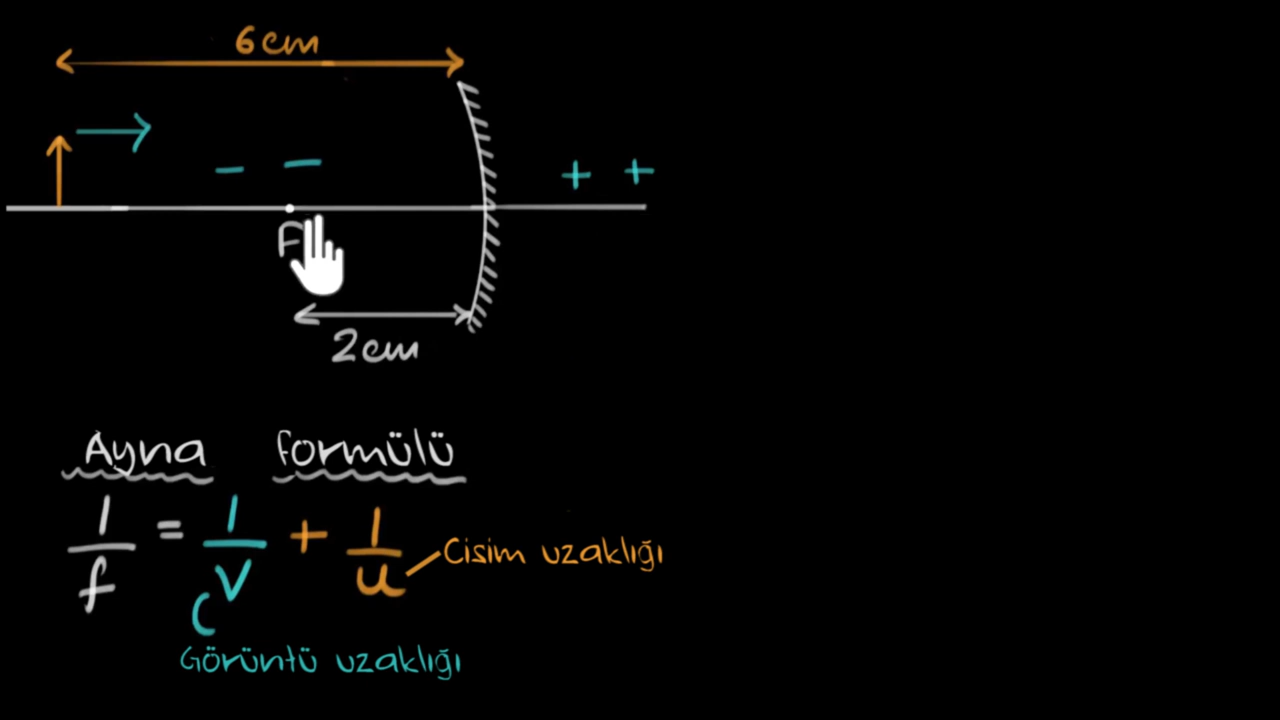 6cm
- - + +
F
2cm
Ayna formülü
1/f = 1/v + 1/u
Cisim uzaklığı
Görüntü uzaklığı